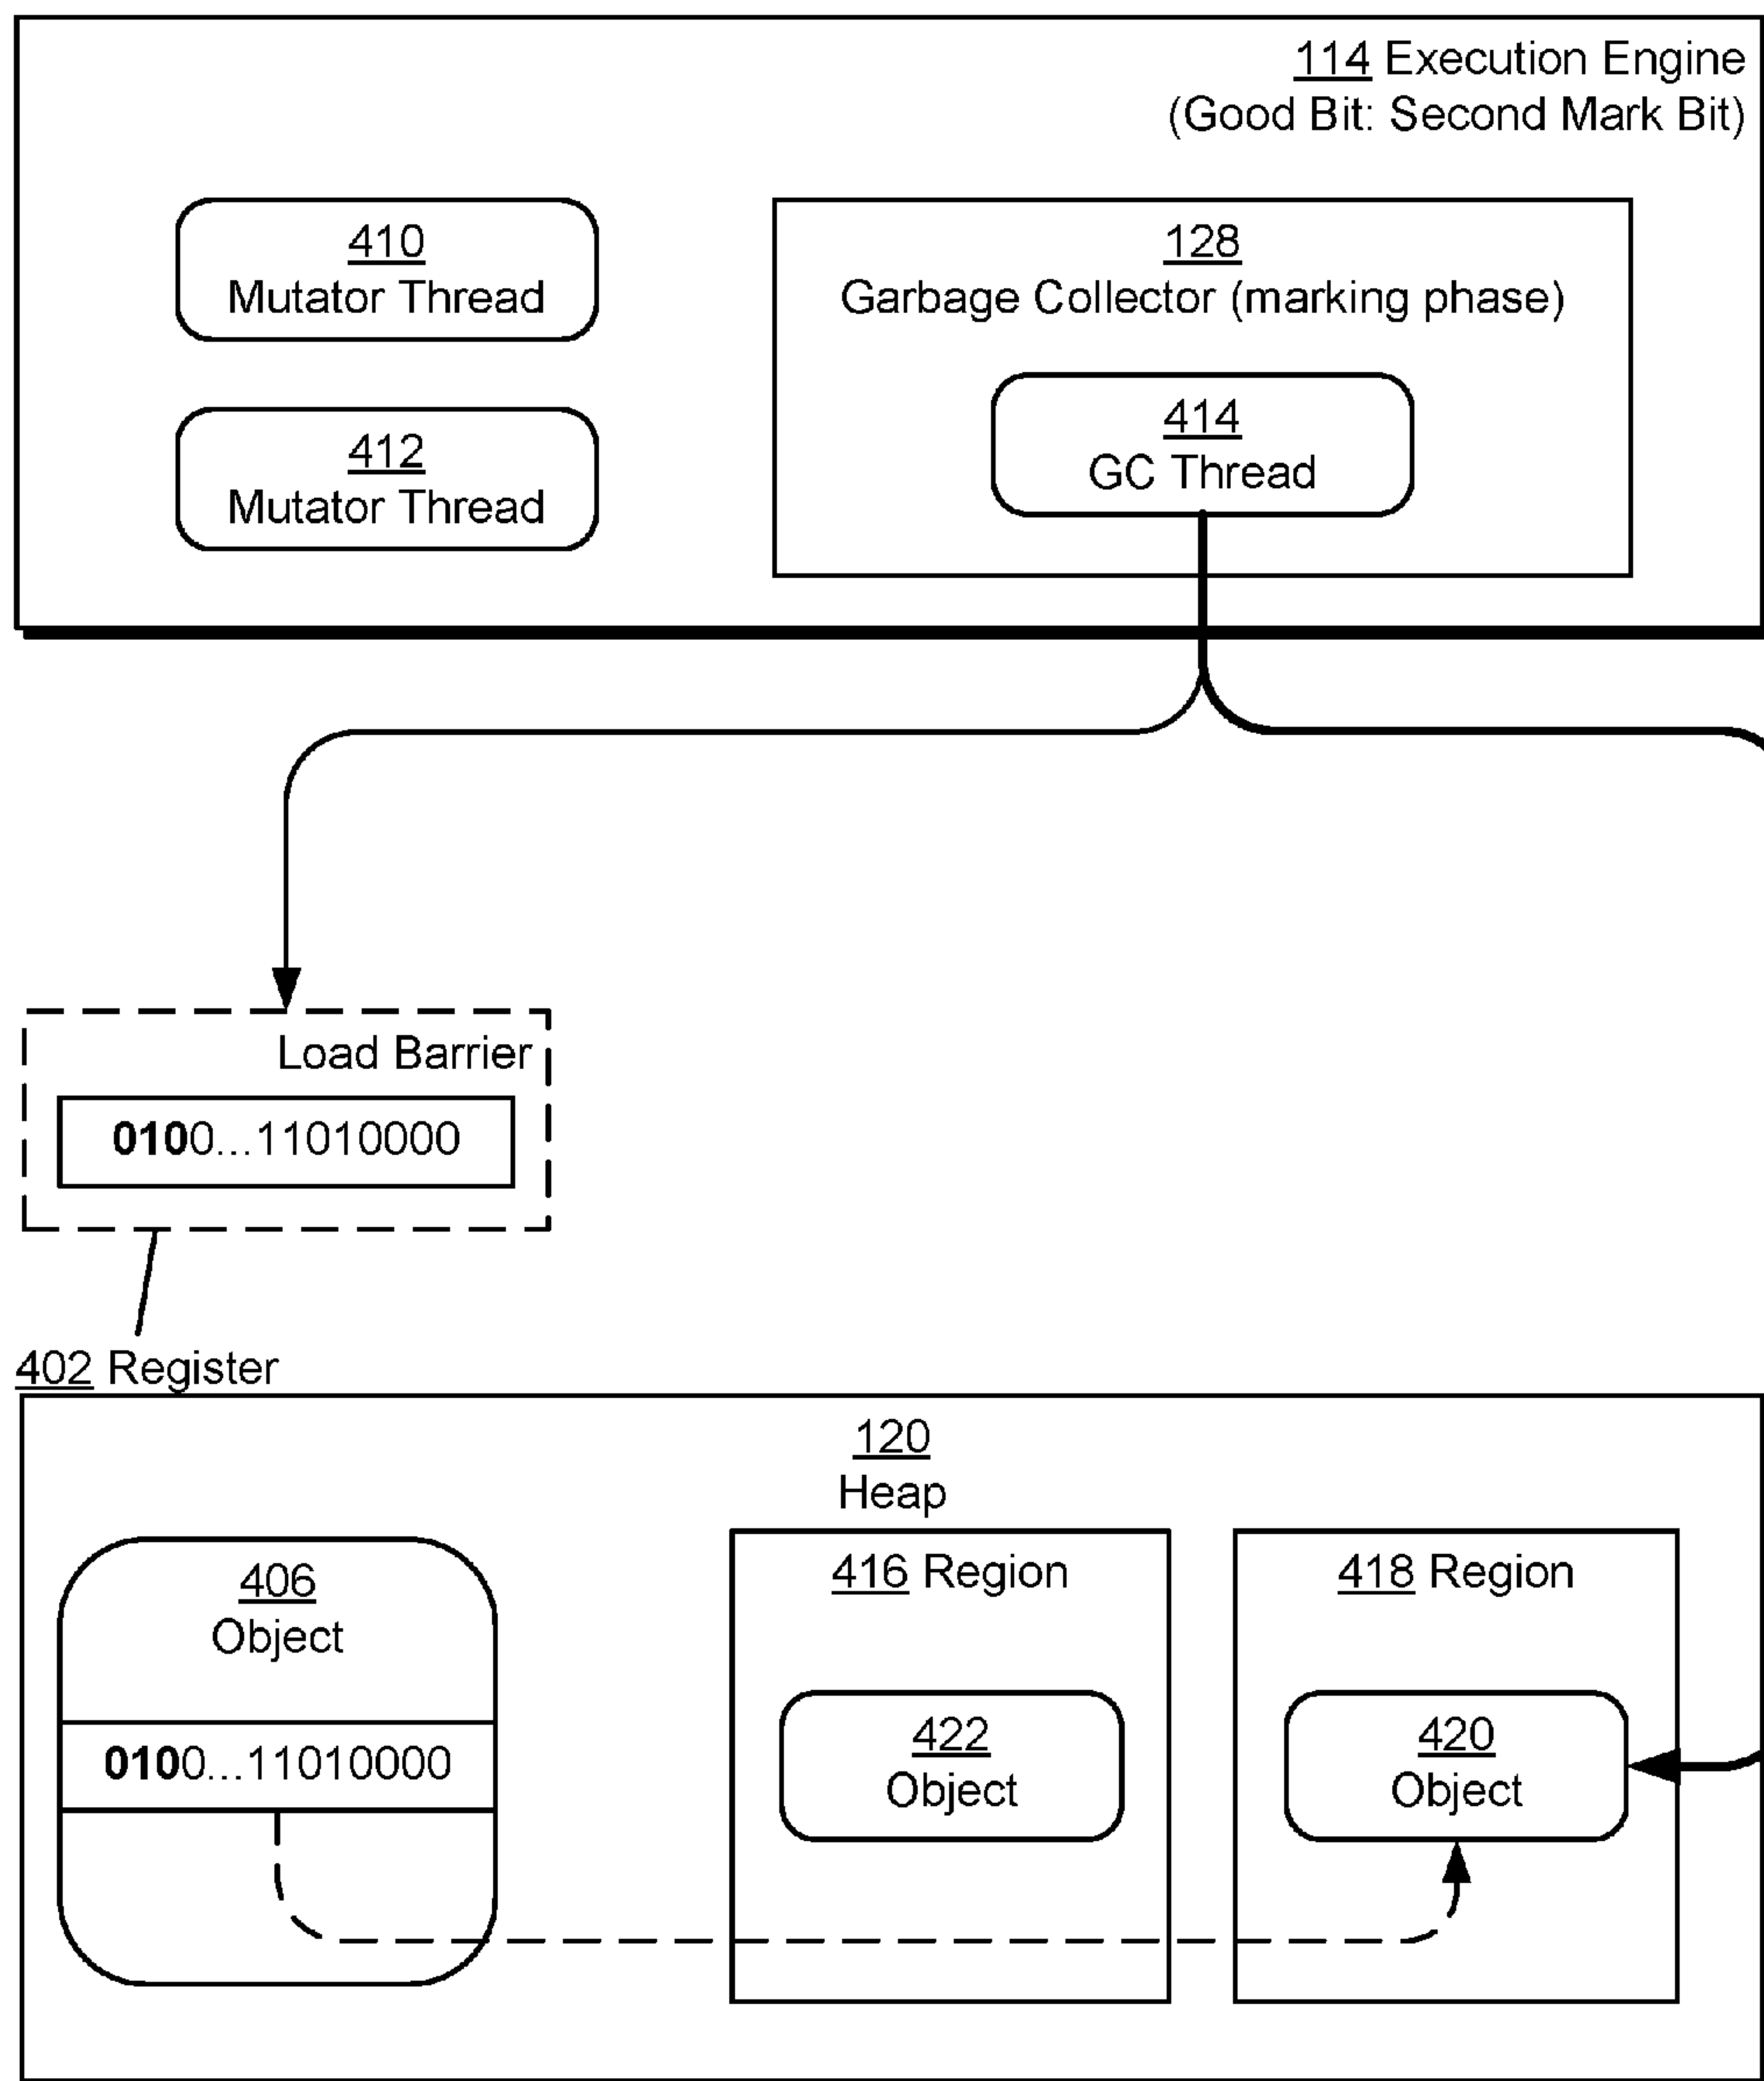 114 Execution Engine
(Good Bit: Second Mark Bit)
410
Mutator Thread
412
Mutator Thread
128
Garbage Collector (marking phase)
414
GC Thread
Load Barrier
0100...11010000
402 Register
120
Heap
406
Object
0100...11010000
416 Region
422
Object
418 Region
420
Object